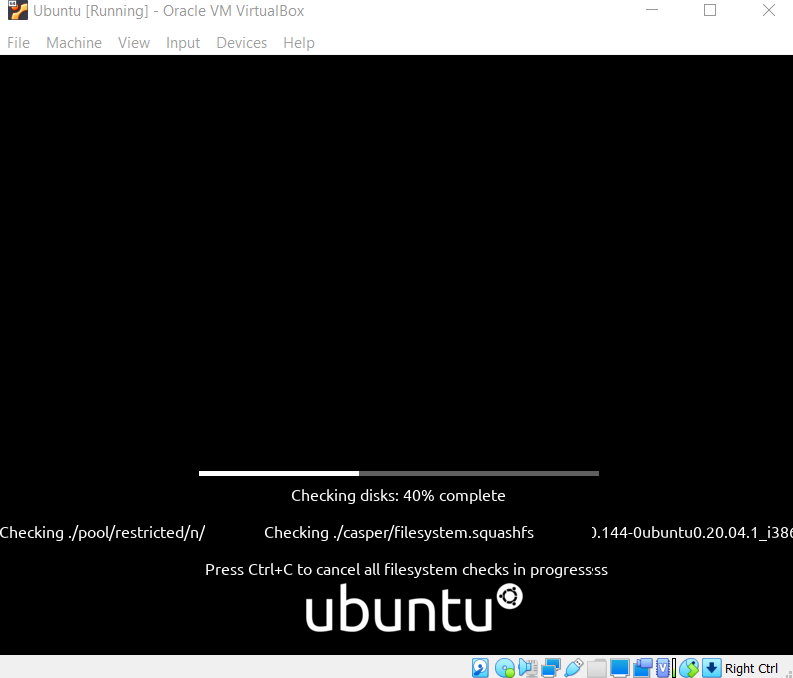 Ubuntu [Running] - Oracle VM VirtualBox
File Machine View Input Devices Help
Checking disks: 40% complete
Checking ./pool/restricted/n/ Checking ./casper/filesystem.squashfs 0.144-0ubuntu0.20.04.1_i386
Press Ctrl+C to cancel all filesystem checks in progressss
ubuntu
Right Ctrl